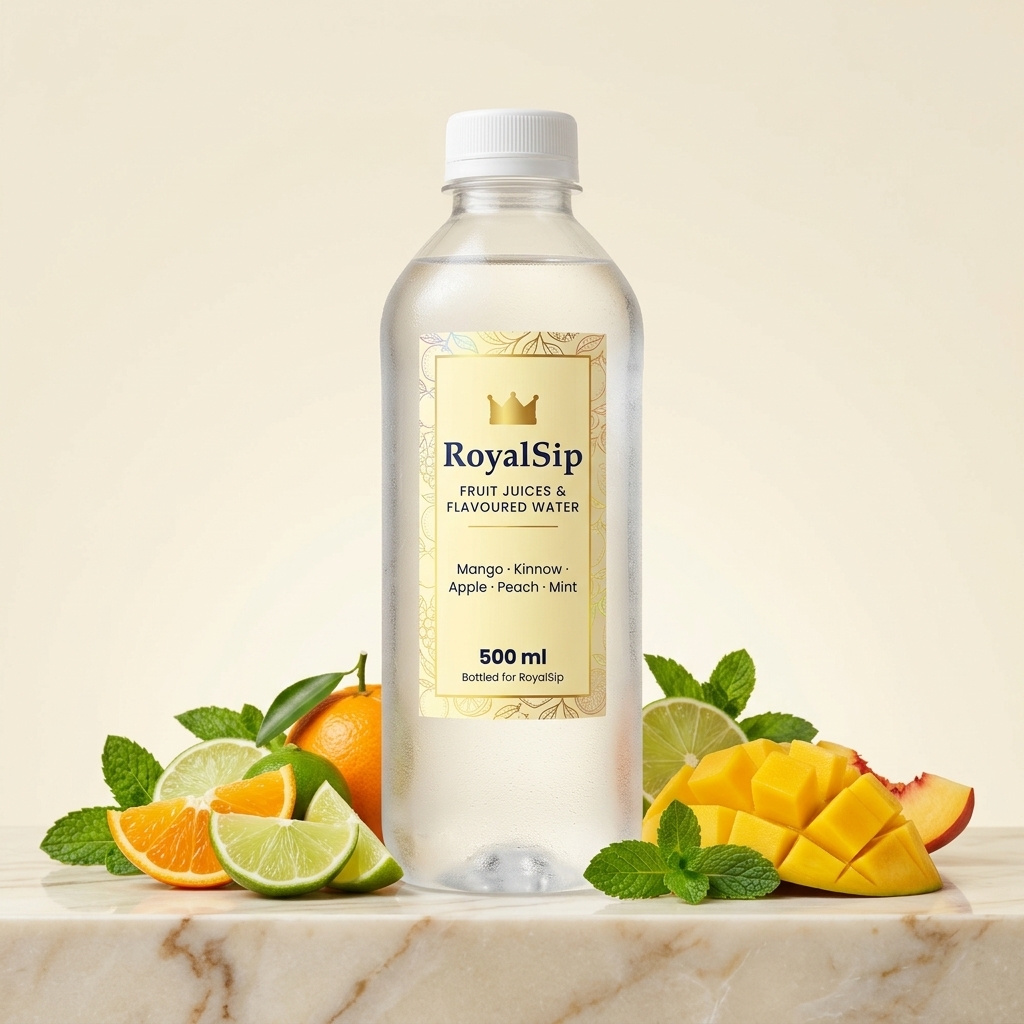 RoyalSip
FRUIT JUICES &
FLAVOURED WATER
Mango · Kinnow ·
Apple · Peach · Mint
500 ml
Bottled for RoyalSip